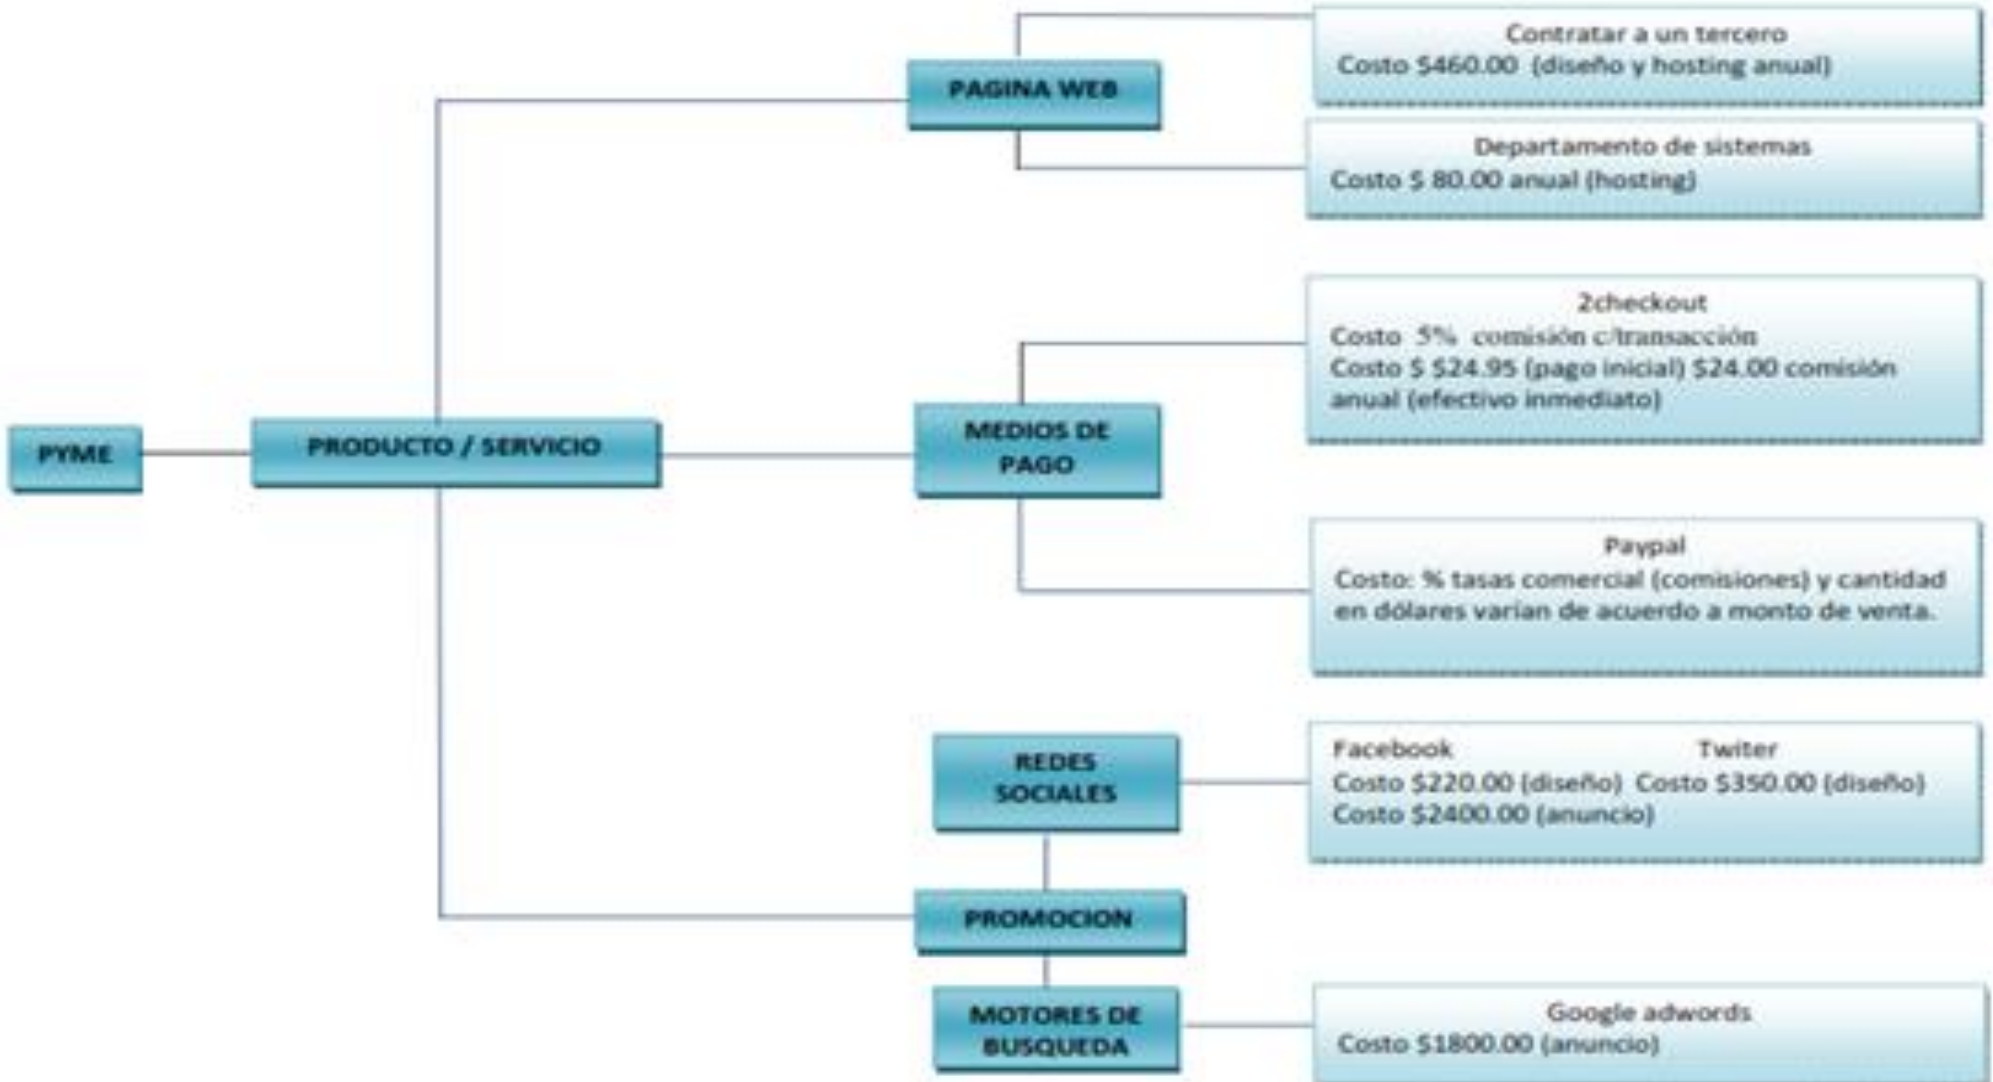 PYME
PRODUCTO / SERVICIO
PAGINA WEB
Contratar a un tercero
Costo $460.00 (diseño y hosting anual)
Departamento de sistemas
Costo $ 80.00 anual (hosting)
MEDIOS DE
PAGO
2checkout
Costo 5% comisión c/transacción
Costo $ $24.95 (pago inicial) $24.00 comisión
anual (efectivo inmediato)
Paypal
Costo: % tasas comercial (comisiones) y cantidad
en dólares varían de acuerdo a monto de venta.
PROMOCION
REDES
SOCIALES
Facebook Twiter
Costo $220.00 (diseño) Costo $350.00 (diseño)
Costo $2400.00 (anuncio)
MOTORES DE
BUSQUEDA
Google adwords
Costo $1800.00 (anuncio)